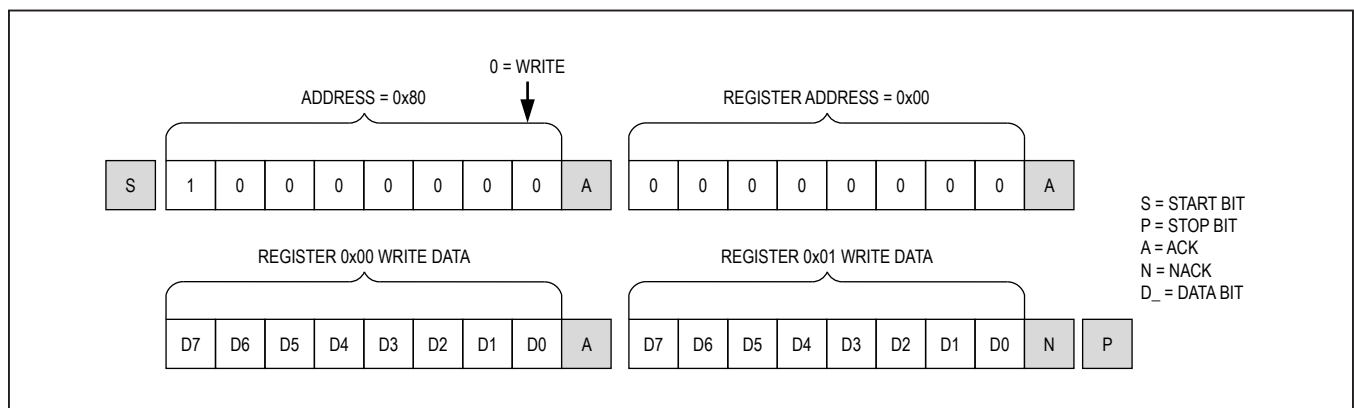 0 = WRITE
ADDRESS = 0x80
REGISTER ADDRESS = 0x00
S 1 0 0 0 0 0 0 0 A 0 0 0 0 0 0 0 0 A
S = START BIT
P = STOP BIT
A = ACK
N = NACK
D_ = DATA BIT
REGISTER 0x00 WRITE DATA
REGISTER 0x01 WRITE DATA
D7 D6 D5 D4 D3 D2 D1 D0 A D7 D6 D5 D4 D3 D2 D1 D0 N P